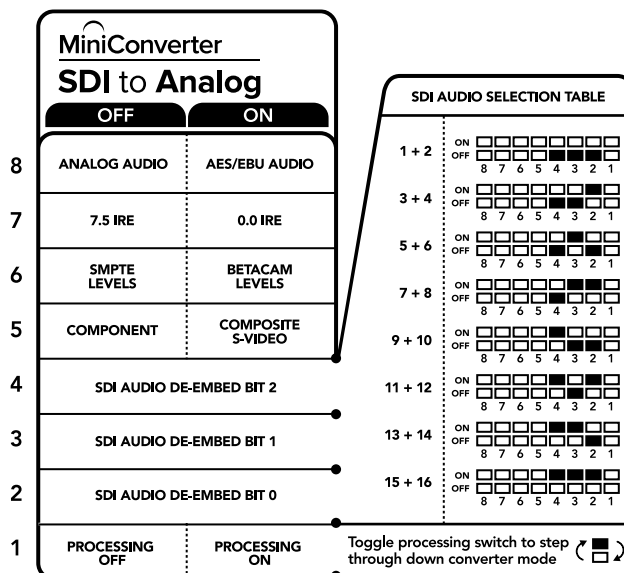 MiniConverter
SDI to Analog
OFF ON
8 ANALOG AUDIO AES/EBU AUDIO
7 7.5 IRE 0.0 IRE
6 SMPTE LEVELS BETACAM LEVELS
5 COMPONENT COMPOSITE S-VIDEO
4 SDI AUDIO DE-EMBED BIT 2
3 SDI AUDIO DE-EMBED BIT 1
2 SDI AUDIO DE-EMBED BIT 0
1 PROCESSING OFF PROCESSING ON
SDI AUDIO SELECTION TABLE
1 + 2 ON
OFF
8 7 6 5 4 3 2 1
3 + 4 ON
OFF
8 7 6 5 4 3 2 1
5 + 6 ON
OFF
8 7 6 5 4 3 2 1
7 + 8 ON
OFF
8 7 6 5 4 3 2 1
9 + 10 ON
OFF
8 7 6 5 4 3 2 1
11 + 12 ON
OFF
8 7 6 5 4 3 2 1
13 + 14 ON
OFF
8 7 6 5 4 3 2 1
15 + 16 ON
OFF
8 7 6 5 4 3 2 1
Toggle processing switch to step
through down converter mode